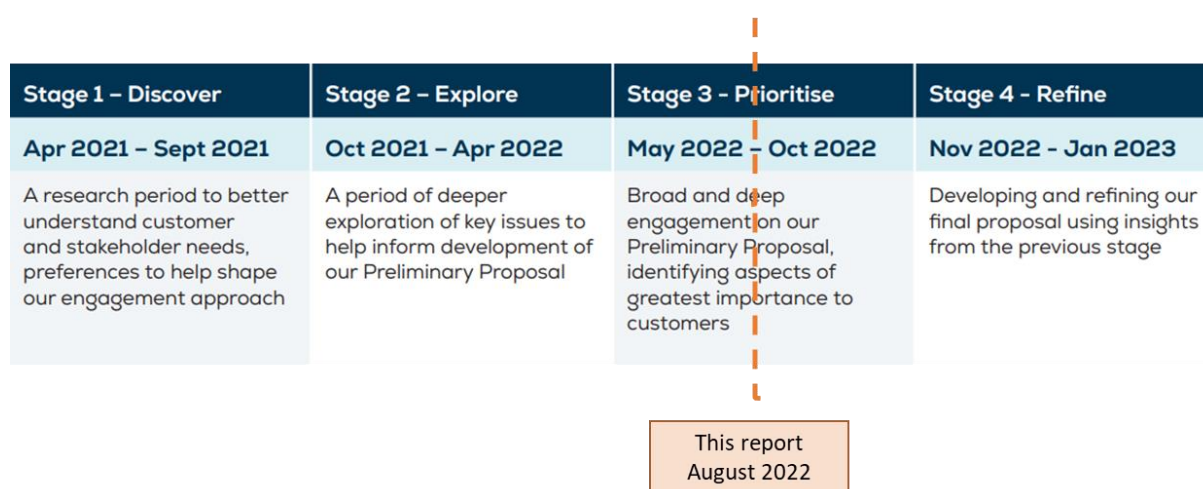 Stage 1 – Discover
Apr 2021 – Sept 2021
A research period to better
understand customer
and stakeholder needs,
preferences to help shape
our engagement approach
Stage 2 – Explore
Oct 2021 – Apr 2022
A period of deeper
exploration of key issues to
help inform development of
our Preliminary Proposal
Stage 3 - Prioritise
May 2022 – Oct 2022
Broad and deep
engagement on our
Preliminary Proposal,
identifying aspects of
greatest importance to
customers
Stage 4 - Refine
Nov 2022 - Jan 2023
Developing and refining our
final proposal using insights
from the previous stage
This report
August 2022